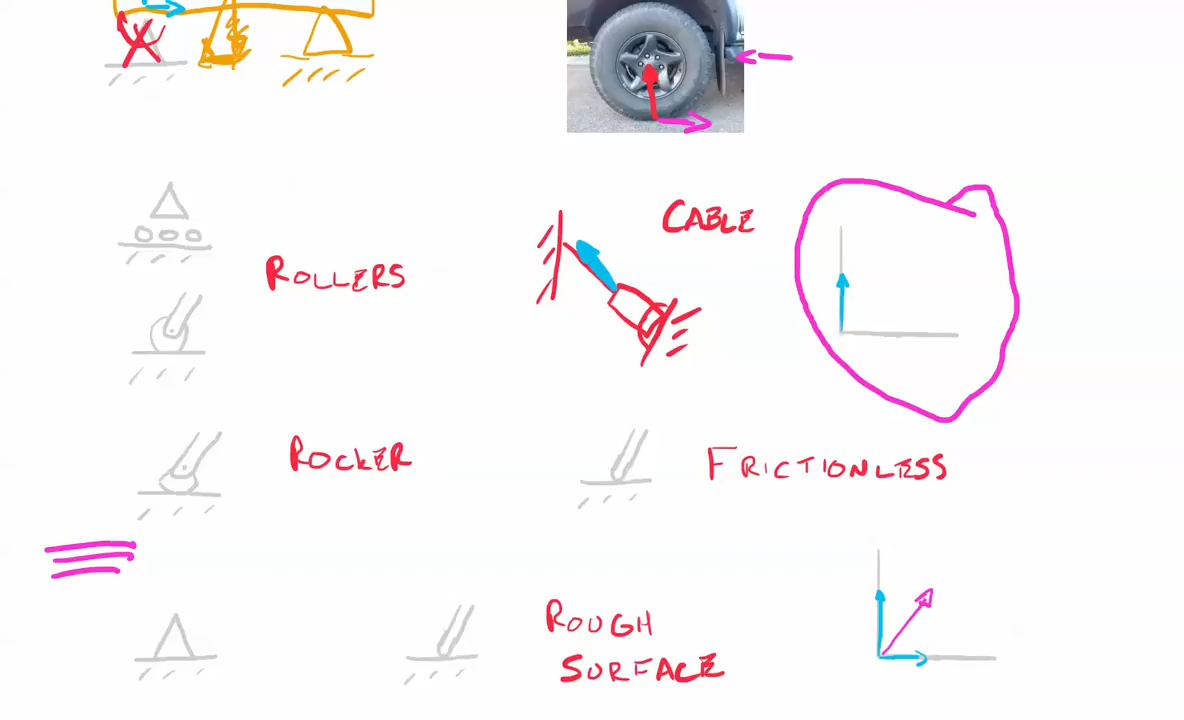 CABLE
ROLLERS
ROCKER
FRICTIONLESS
ROUGH
SURFACE